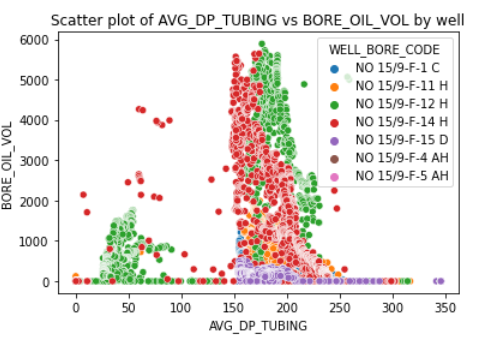 Scatter plot of AVG_DP_TUBING vs BORE_OIL_VOL by well
BORE_OIL_VOL
6000
5000
4000
3000
2000
1000
0
WELL_BORE_CODE
NO 15/9-F-1 C
NO 15/9-F-11 H
NO 15/9-F-12 H
NO 15/9-F-14 H
NO 15/9-F-15 D
NO 15/9-F-4 AH
NO 15/9-F-5 AH
0 50 100 150 200 250 300 350
AVG_DP_TUBING